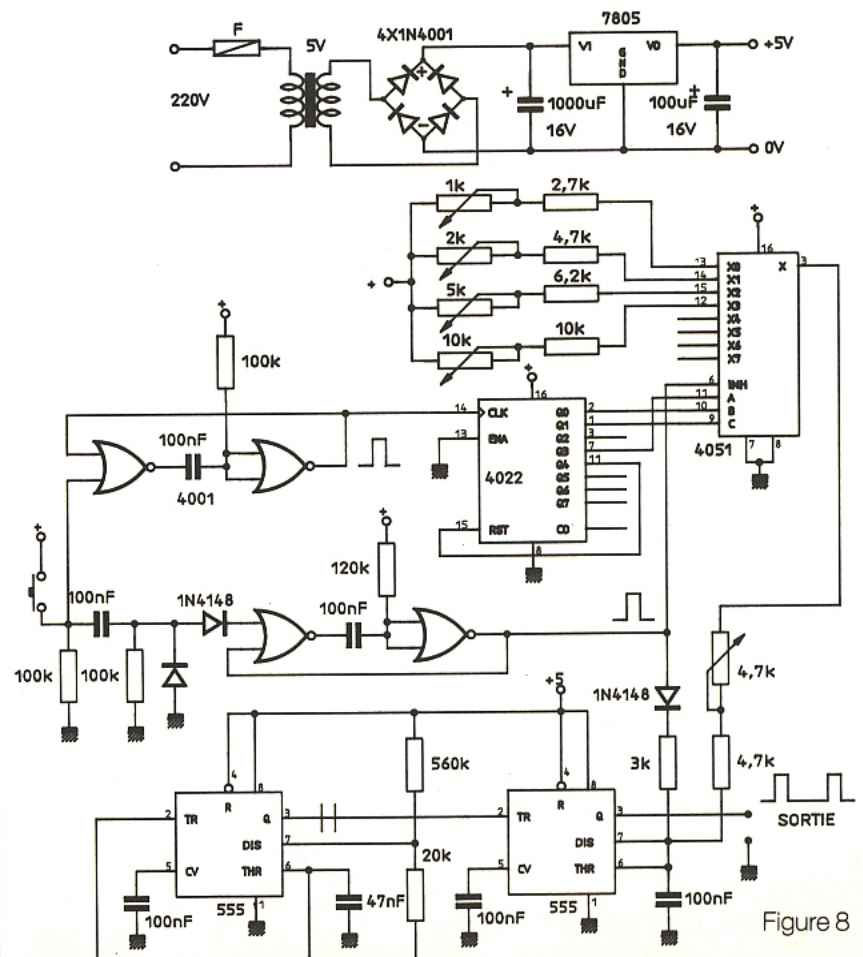 F
5V
4X1N4001
7805
VI
GND
VO
+5V
220V
+
-
+
1000uF
16V
+
100uF
16V
0V
1k
2,7k
2k
4,7k
5k
6,2k
10k
10k
+
+
16
13
X0
X
3
14
X1
15
X2
12
X3
X4
X5
X6
X7
6
INH
11
A
10
B
9
C
4051
7
8
+
100k
100nF
4001
+
16
14
CLK
13
ENA
4022
15
RST
8
Q0
2
Q1
1
Q2
3
Q3
7
Q4
11
Q5
Q6
Q7
CO
+
100nF
1N4148
100k
100k
+
120k
100nF
+5
1N4148
4,7k
3k
4,7k
560k
20k
4
8
R
2
TR
Q
3
DIS
7
5
CV
THR
6
555
1
100nF
47nF
4
8
R
2
TR
Q
3
DIS
7
5
CV
THR
6
555
1
100nF
100nF
SORTIE
Figure 8